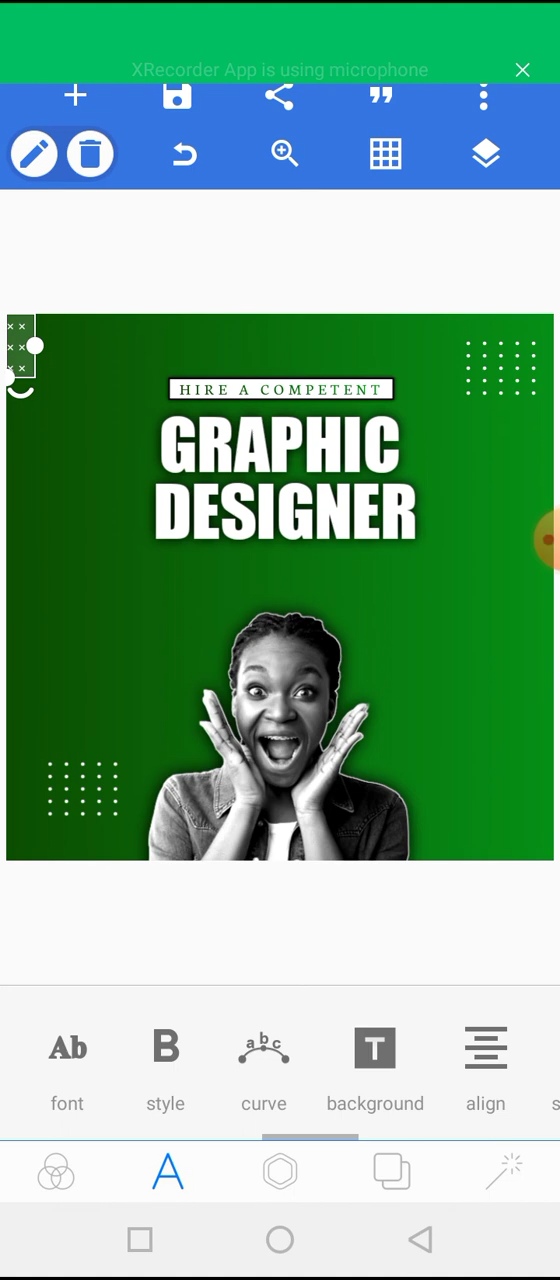 XRecorder App is using microphone
HIRE A COMPETENT
GRAPHIC
DESIGNER
Ab
B
abc
T
font
style
curve
background
align
s
A